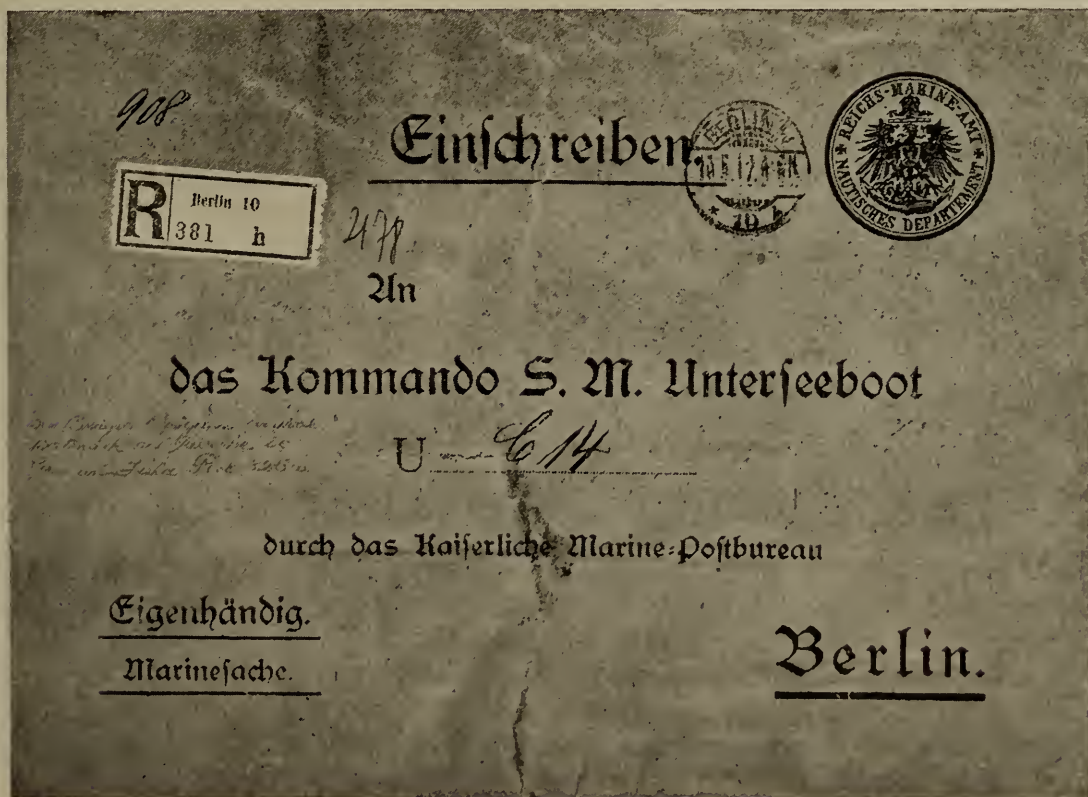 908.
Einschreiben.
REICHS-MARINE-AMT
NAUTISCHES DEPARTEMENT
BERLIN
10 h
R
Berlin 10
381 h
An
das Kommando S. M. Unterseeboot
U C 14
durch das Kaiserliche Marine-Postbureau
Eigenhändig.
Marinesache.
Berlin.